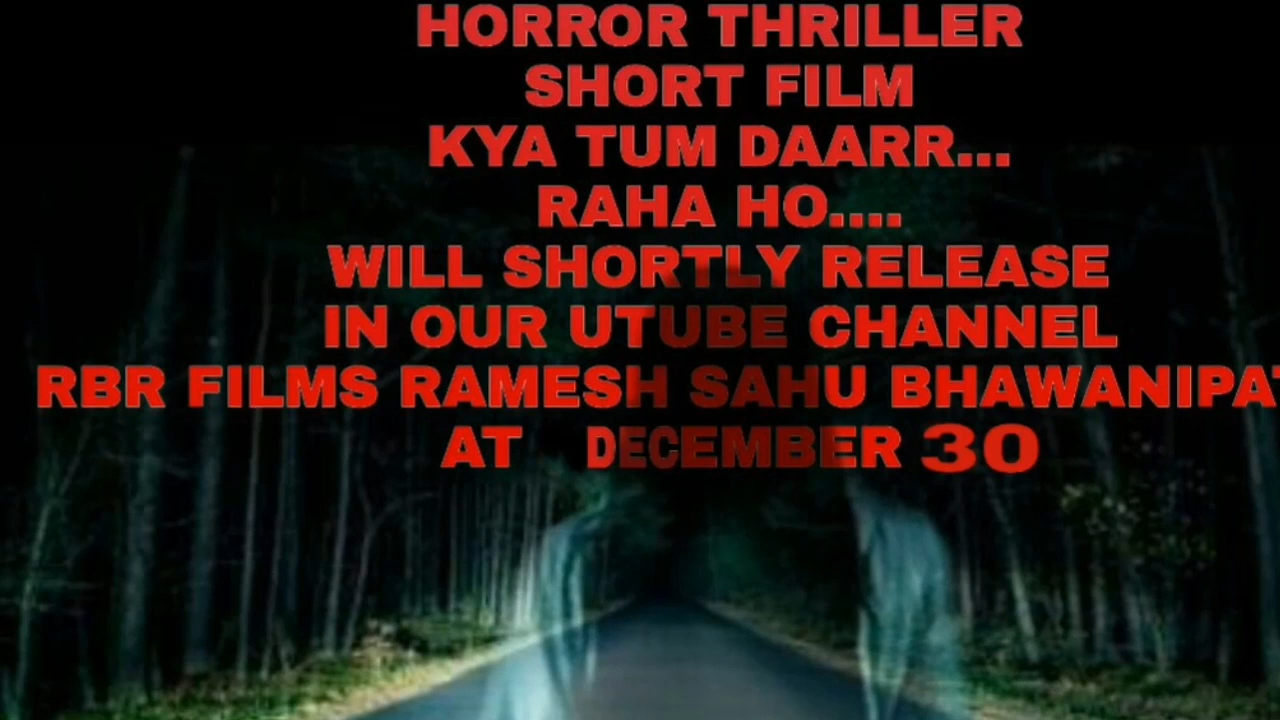 HORROR THRILLER
SHORT FILM
KYA TUM DAARR...
RAHA HO....
WILL SHORTLY RELEASE
IN OUR UTUBE CHANNEL
RBR FILMS RAMESH SAHU BHAWANIPAT
AT DECEMBER 30